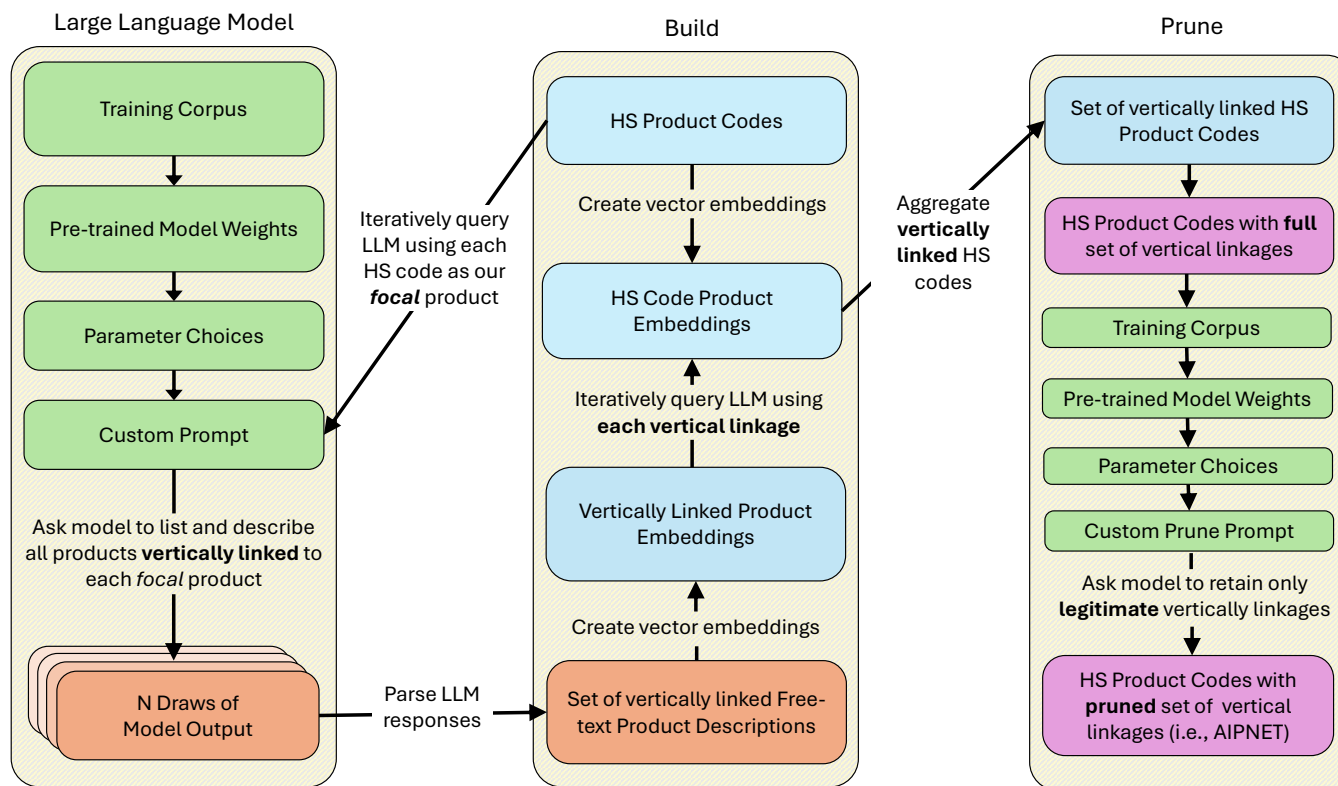 Large Language Model
Training Corpus
Pre-trained Model Weights
Parameter Choices
Custom Prompt
Ask model to list and describe
all products vertically linked to
each focal product
N Draws of
Model Output
Iteratively query
LLM using each
HS code as our
focal product
Parse LLM
responses
Build
HS Product Codes
Create vector embeddings
HS Code Product
Embeddings
Iteratively query LLM using
each vertical linkage
Vertically Linked Product
Embeddings
Create vector embeddings
Set of vertically linked Free-
text Product Descriptions
Aggregate
vertically
linked HS
codes
Prune
Set of vertically linked HS
Product Codes
HS Product Codes with full
set of vertical linkages
Training Corpus
Pre-trained Model Weights
Parameter Choices
Custom Prune Prompt
Ask model to retain only
legitimate vertically linkages
HS Product Codes with
pruned set of vertical
linkages (i.e., AIPNET)